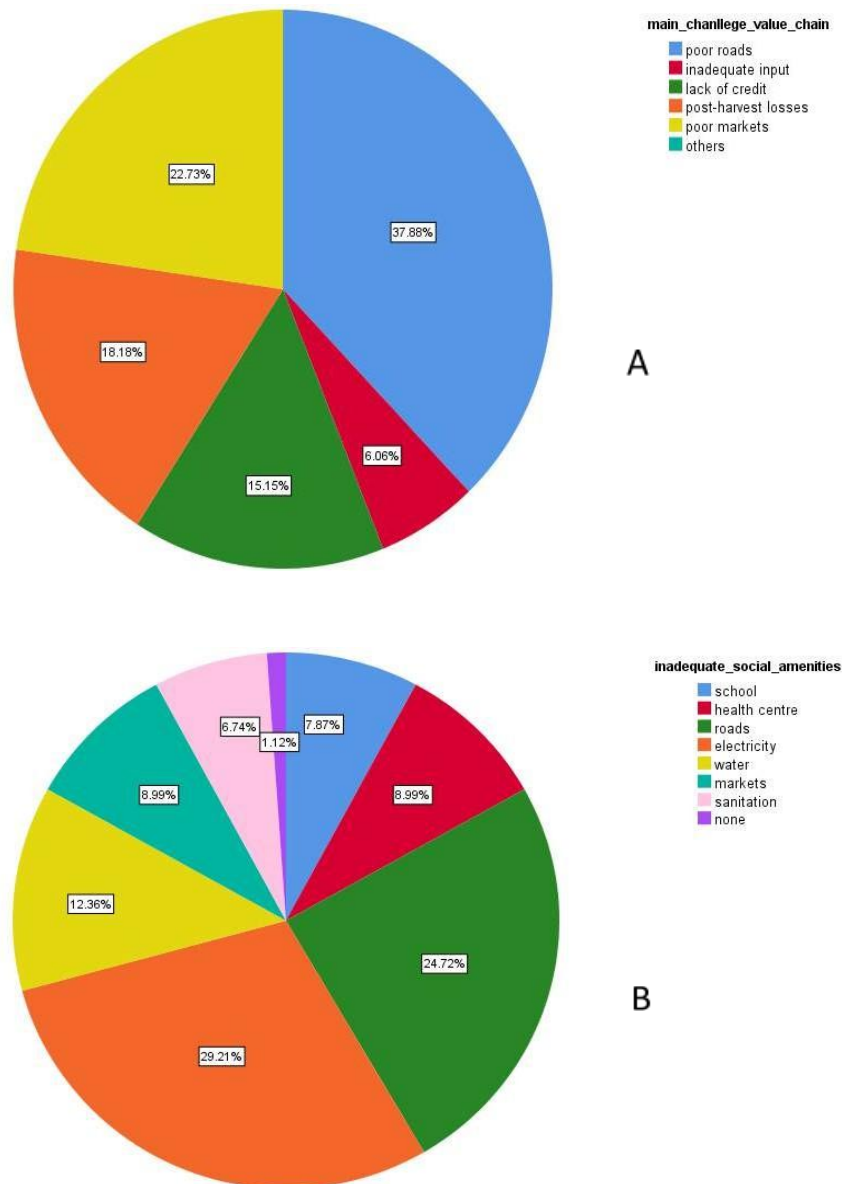 main_chanllege_value_chain
poor roads
inadequate input
lack of credit
post-harvest losses
poor markets
others
22.73%
37.88%
18.18%
6.06%
15.15%
A
inadequate_social_amenities
school
health centre
roads
electricity
water
markets
sanitation
none
6.74%
7.87%
1.12%
8.99%
8.99%
12.36%
24.72%
29.21%
B